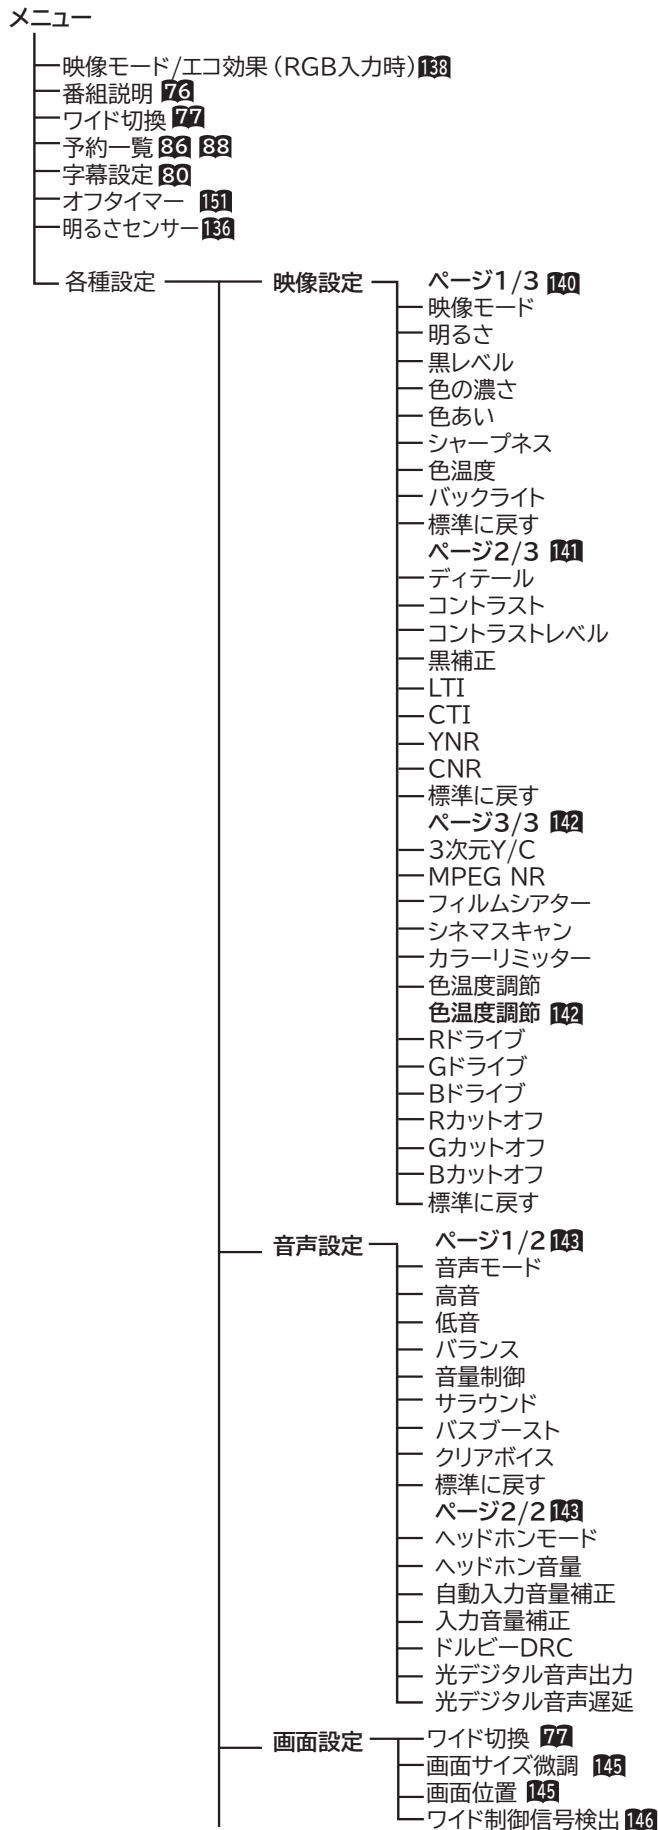 メニュー
映像モード/エコ効果(RGB入力時)138
番組説明 76
ワイド切換 77
予約一覧 86 88
字幕設定 80
オフタイマー 151
明るさセンサー 136
各種設定
映像設定
ページ1/3 140
映像モード
明るさ
黒レベル
色の濃さ
色あい
シャープネス
色温度
バックライト
標準に戻す
ページ2/3 141
ディテール
コントラスト
コントラストレベル
黒補正
LTI
CTI
YNR
CNR
標準に戻す
ページ3/3 142
3次元Y/C
MPEG NR
フィルムシアター
シネマスキャン
カラーリミッター
色温度調節
色温度調節 142
Rドライブ
Gドライブ
Bドライブ
Rカットオフ
Gカットオフ
Bカットオフ
標準に戻す
音声設定
ページ1/2 143
音声モード
高音
低音
バランス
音量制御
サラウンド
バスブースト
クリアボイス
標準に戻す
ページ2/2 143
ヘッドホンモード
ヘッドホン音量
自動入力音量補正
入力音量補正
ドルビーDRC
光デジタル音声出力
光デジタル音声遅延
画面設定
ワイド切換 77
画面サイズ微調 145
画面位置 145
ワイド制御信号検出 146